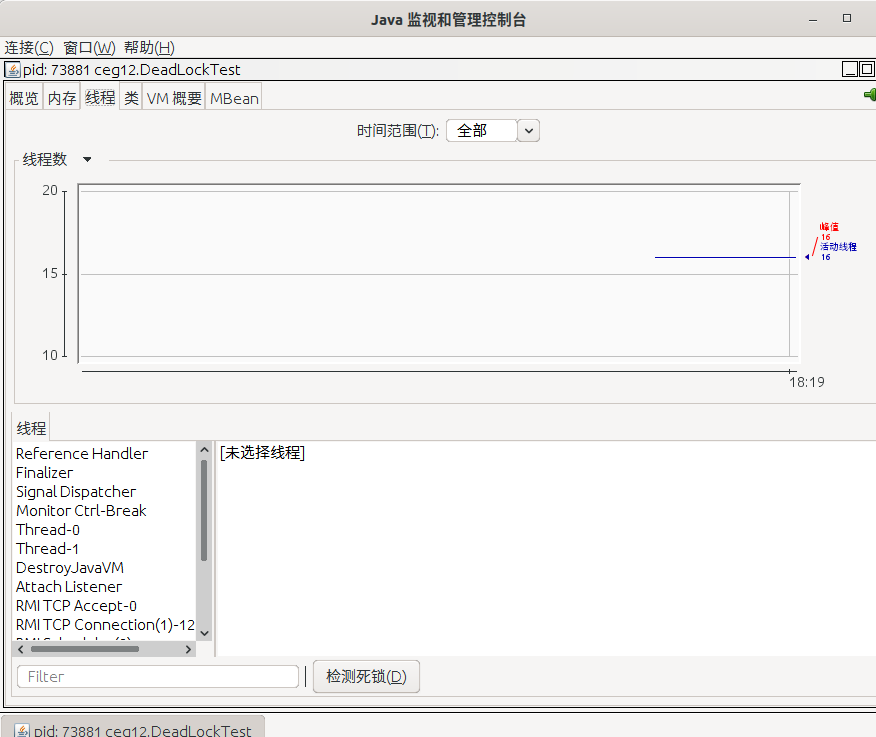 Java 监视和管理控制台
连接(C) 窗口(W) 帮助(H)
pid: 73881 ceg12.DeadLockTest
概览 内存 线程 类 VM 概要 MBean
时间范围(T): 全部
线程数
20
15
10
峰值
16
活动线程
16
18:19
线程
Reference Handler
Finalizer
Signal Dispatcher
Monitor Ctrl-Break
Thread-0
Thread-1
DestroyJavaVM
Attach Listener
RMI TCP Accept-0
RMI TCP Connection(1)-12
[未选择线程]
Filter
检测死锁(D)
pid: 73881 ceg12.DeadLockTest